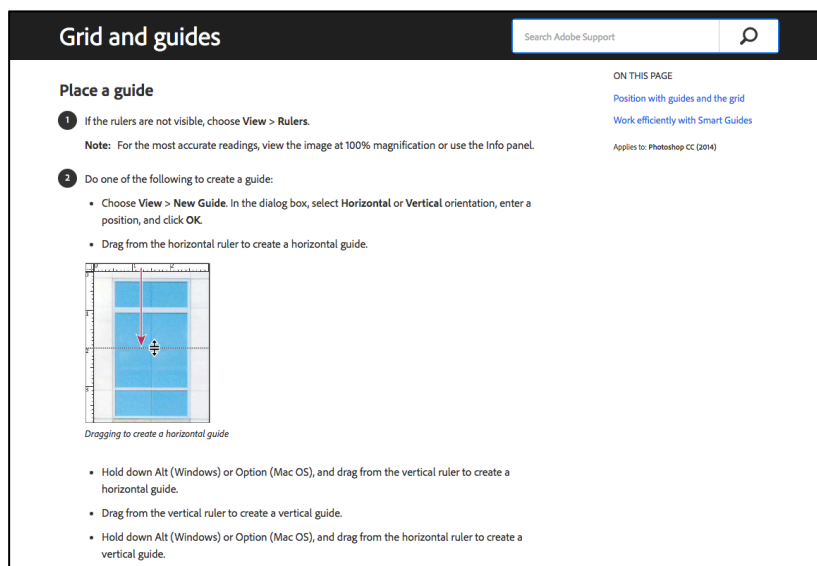 Grid and guides
Search Adobe Support
Place a guide
1 If the rulers are not visible, choose View > Rulers.
Note: For the most accurate readings, view the image at 100% magnification or use the Info panel.
2 Do one of the following to create a guide:
• Choose View > New Guide. In the dialog box, select Horizontal or Vertical orientation, enter a
position, and click OK.
• Drag from the horizontal ruler to create a horizontal guide.
Dragging to create a horizontal guide
• Hold down Alt (Windows) or Option (Mac OS), and drag from the vertical ruler to create a
horizontal guide.
• Drag from the vertical ruler to create a vertical guide.
• Hold down Alt (Windows) or Option (Mac OS), and drag from the horizontal ruler to create a
vertical guide.
ON THIS PAGE
Position with guides and the grid
Work efficiently with Smart Guides
Applies to: Photoshop CC (2014)